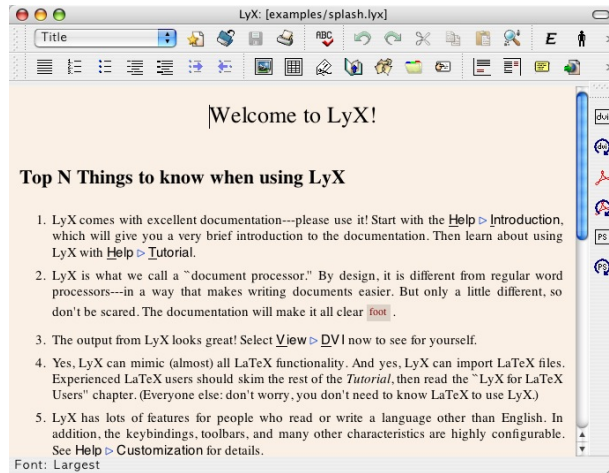 LyX: [examples/splash.lyx]
Title
ABC
E
Welcome to LyX!
dvi
dvi
Top N Things to know when using LyX
1. LyX comes with excellent documentation---please use it! Start with the Help ▷ Introduction,
which will give you a very brief introduction to the documentation. Then learn about using
LyX with Help ▷ Tutorial.
PS
2. LyX is what we call a ``document processor.'' By design, it is different from regular word
processors---in a way that makes writing documents easier. But only a little different, so
don't be scared. The documentation will make it all clear foot .
PS
3. The output from LyX looks great! Select View ▷ DVI now to see for yourself.
4. Yes, LyX can mimic (almost) all LaTeX functionality. And yes, LyX can import LaTeX files.
Experienced LaTeX users should skim the rest of the Tutorial, then read the ``LyX for LaTeX
Users'' chapter. (Everyone else: don't worry, you don't need to know LaTeX to use LyX.)
5. LyX has lots of features for people who read or write a language other than English. In
addition, the keybindings, toolbars, and many other characteristics are highly configurable.
See Help ▷ Customization for details.
Font: Largest